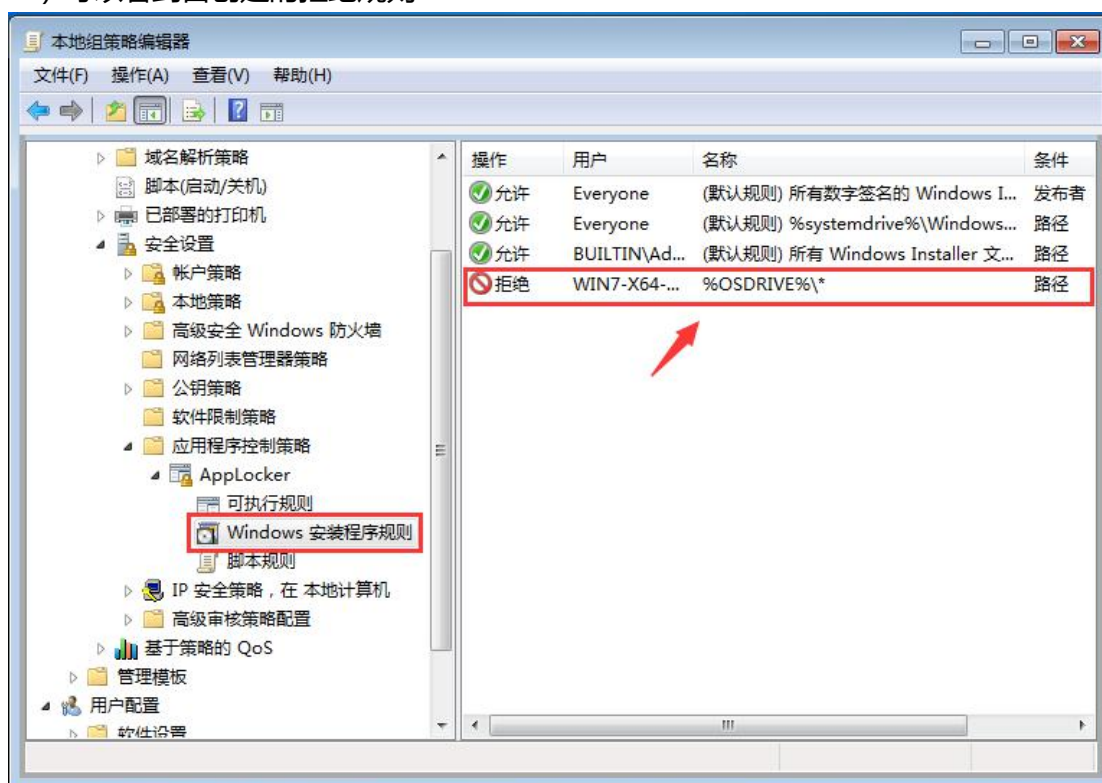 本地组策略编辑器
文件(F) 操作(A) 查看(V) 帮助(H)
域名解析策略
脚本(启动/关机)
已部署的打印机
安全设置
帐户策略
本地策略
高级安全 Windows 防火墙
网络列表管理器策略
公钥策略
软件限制策略
应用程序控制策略
AppLocker
可执行规则
Windows 安装程序规则
脚本规则
IP 安全策略，在 本地计算机
高级审核策略配置
基于策略的 QoS
管理模板
用户配置
软件设置
操作 用户 名称 条件
允许 Everyone (默认规则) 所有数字签名的 Windows I... 发布者
允许 Everyone (默认规则) %systemdrive%\Windows... 路径
允许 BUILTIN\Ad... (默认规则) 所有 Windows Installer 文... 路径
拒绝 WIN7-X64-... %OSDRIVE%\* 路径